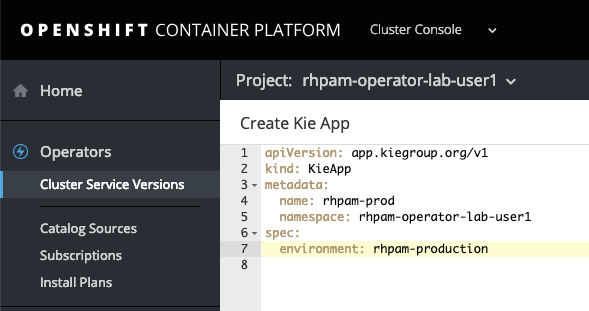 OPENSHIFT CONTAINER PLATFORM Cluster Console
Home
Project: rhpam-operator-lab-user1
Operators
Cluster Service Versions
Catalog Sources
Subscriptions
Install Plans
Create Kie App
1 apiVersion: app.kiegroup.org/v1
2 kind: KieApp
3 metadata:
4 name: rhpam-prod
5 namespace: rhpam-operator-lab-user1
6 spec:
7 environment: rhpam-production
8